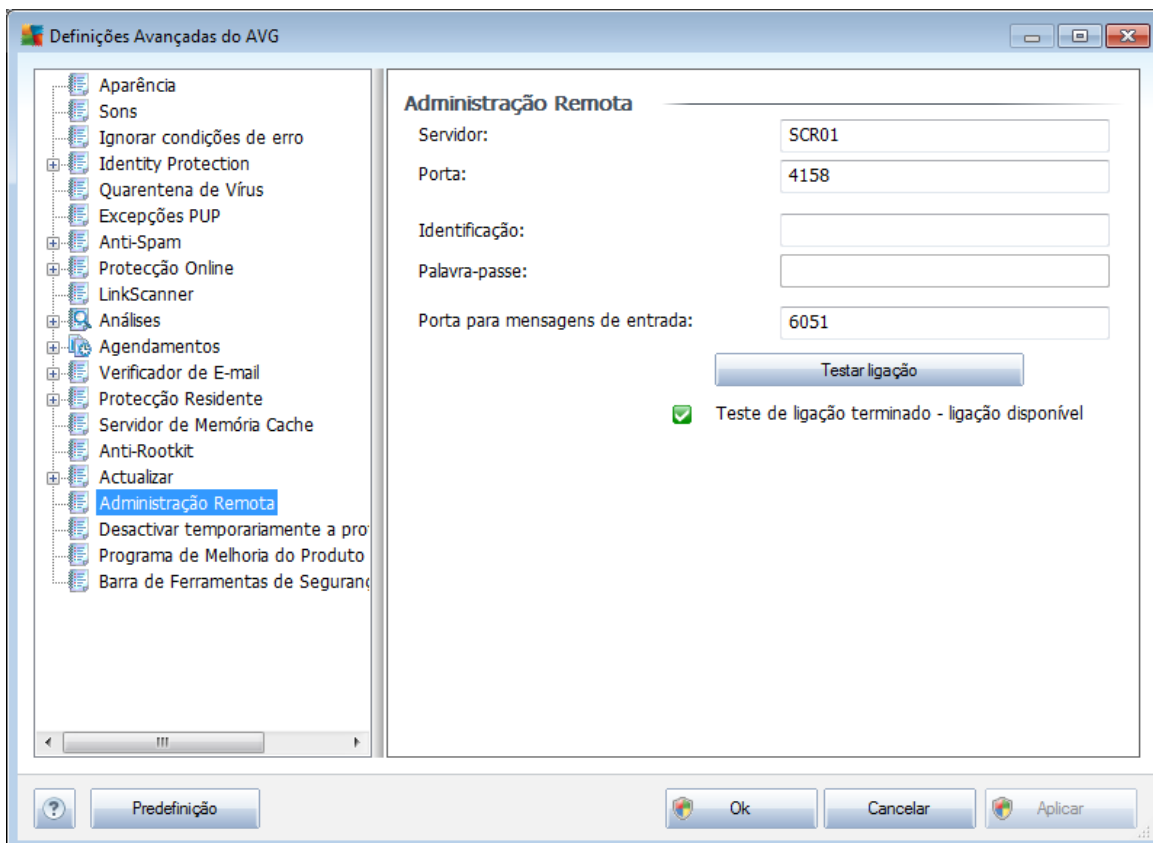 Definições Avançadas do AVG
Aparência
Sons
Ignorar condições de erro
Identity Protection
Quarentena de Vírus
Excepções PUP
Anti-Spam
Protecção Online
LinkScanner
Análises
Agendamentos
Verificador de E-mail
Protecção Residente
Servidor de Memória Cache
Anti-Rootkit
Actualizar
Administração Remota
Desactivar temporariamente a pro
Programa de Melhoria do Produto
Barra de Ferramentas de Seguranç
Administração Remota
Servidor: SCR01
Porta: 4158
Identificação:
Palavra-passe:
Porta para mensagens de entrada: 6051
Testar ligação
Teste de ligação terminado - ligação disponível
? Predefinição Ok Cancelar Aplicar